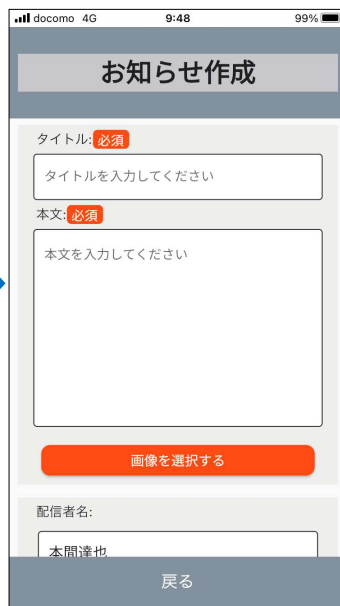 docomo 4G 9:48 99%
お知らせ作成
タイトル:必須
タイトルを入力してください
本文:必須
本文を入力してください
画像を選択する
配信者名:
本間達也
戻る